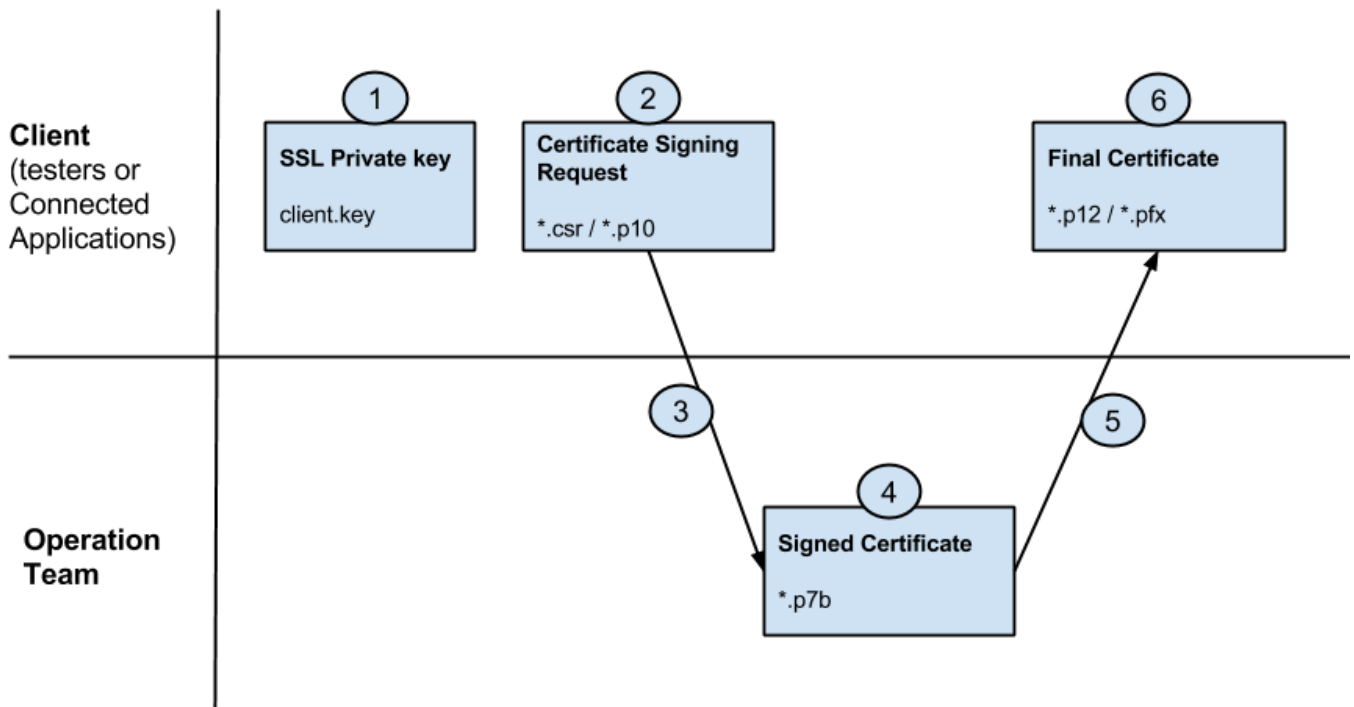 1
2
6
Client
(testers or
Connected
Applications)
SSL Private key
client.key
Certificate Signing
Request
*.csr / *.p10
Final Certificate
*.p12 / *.pfx
3
5
4
Operation
Team
Signed Certificate
*.p7b